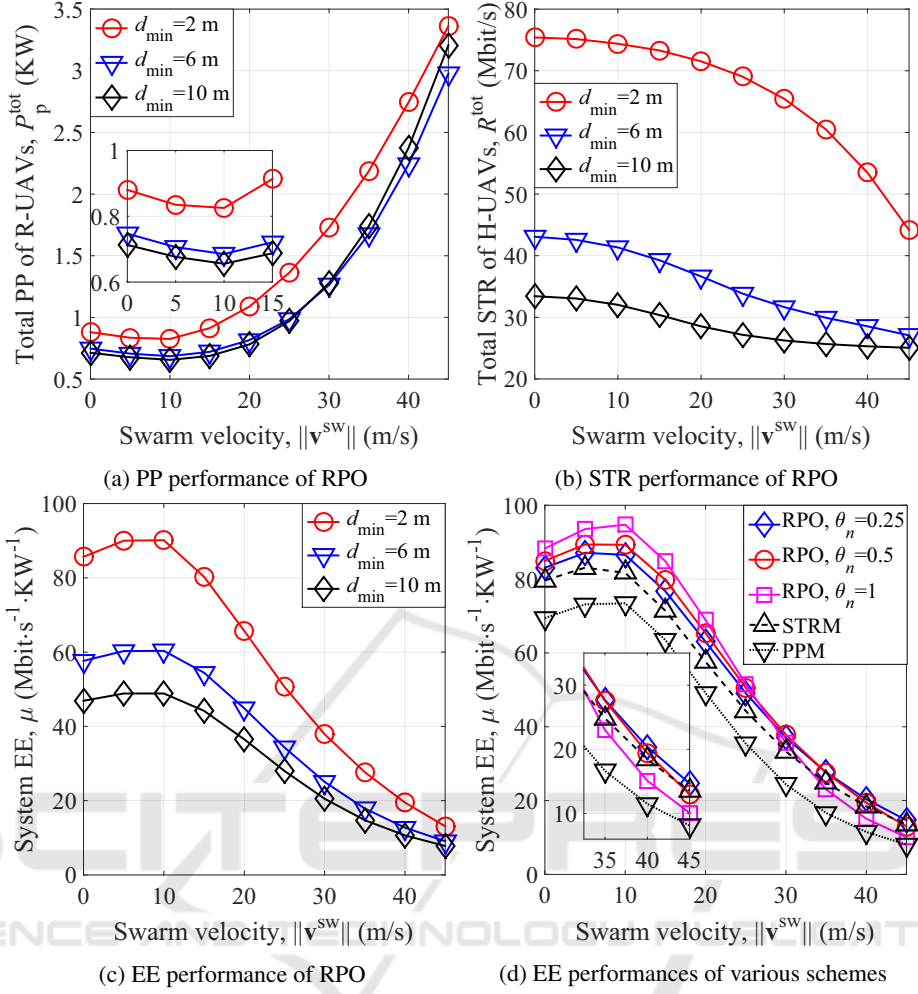 3.5
3
2.5
2
1.5
1
0.5
0 10 20 30 40
Total PP of R-UAVs, P_p^tot (KW)
d_min=2 m
d_min=6 m
d_min=10 m
1
0.8
0.6
0 5 10 15
Swarm velocity, ||v^sw|| (m/s)
(a) PP performance of RPO
80
70
60
50
40
30
20
0 10 20 30 40
Total STR of H-UAVs, R^tot (Mbit/s)
d_min=2 m
d_min=6 m
d_min=10 m
Swarm velocity, ||v^sw|| (m/s)
(b) STR performance of RPO
100
80
60
40
20
0
0 10 20 30 40
System EE, μ (Mbit·s⁻¹·KW⁻¹)
d_min=2 m
d_min=6 m
d_min=10 m
Swarm velocity, ||v^sw|| (m/s)
(c) EE performance of RPO
100
80
60
40
20
0
0 10 20 30 40
System EE, μ (Mbit·s⁻¹·KW⁻¹)
RPO, θ_n=0.25
RPO, θ_n=0.5
RPO, θ_n=1
STRM
PPM
30
20
10
35 40 45
Swarm velocity, ||v^sw|| (m/s)
(d) EE performances of various schemes